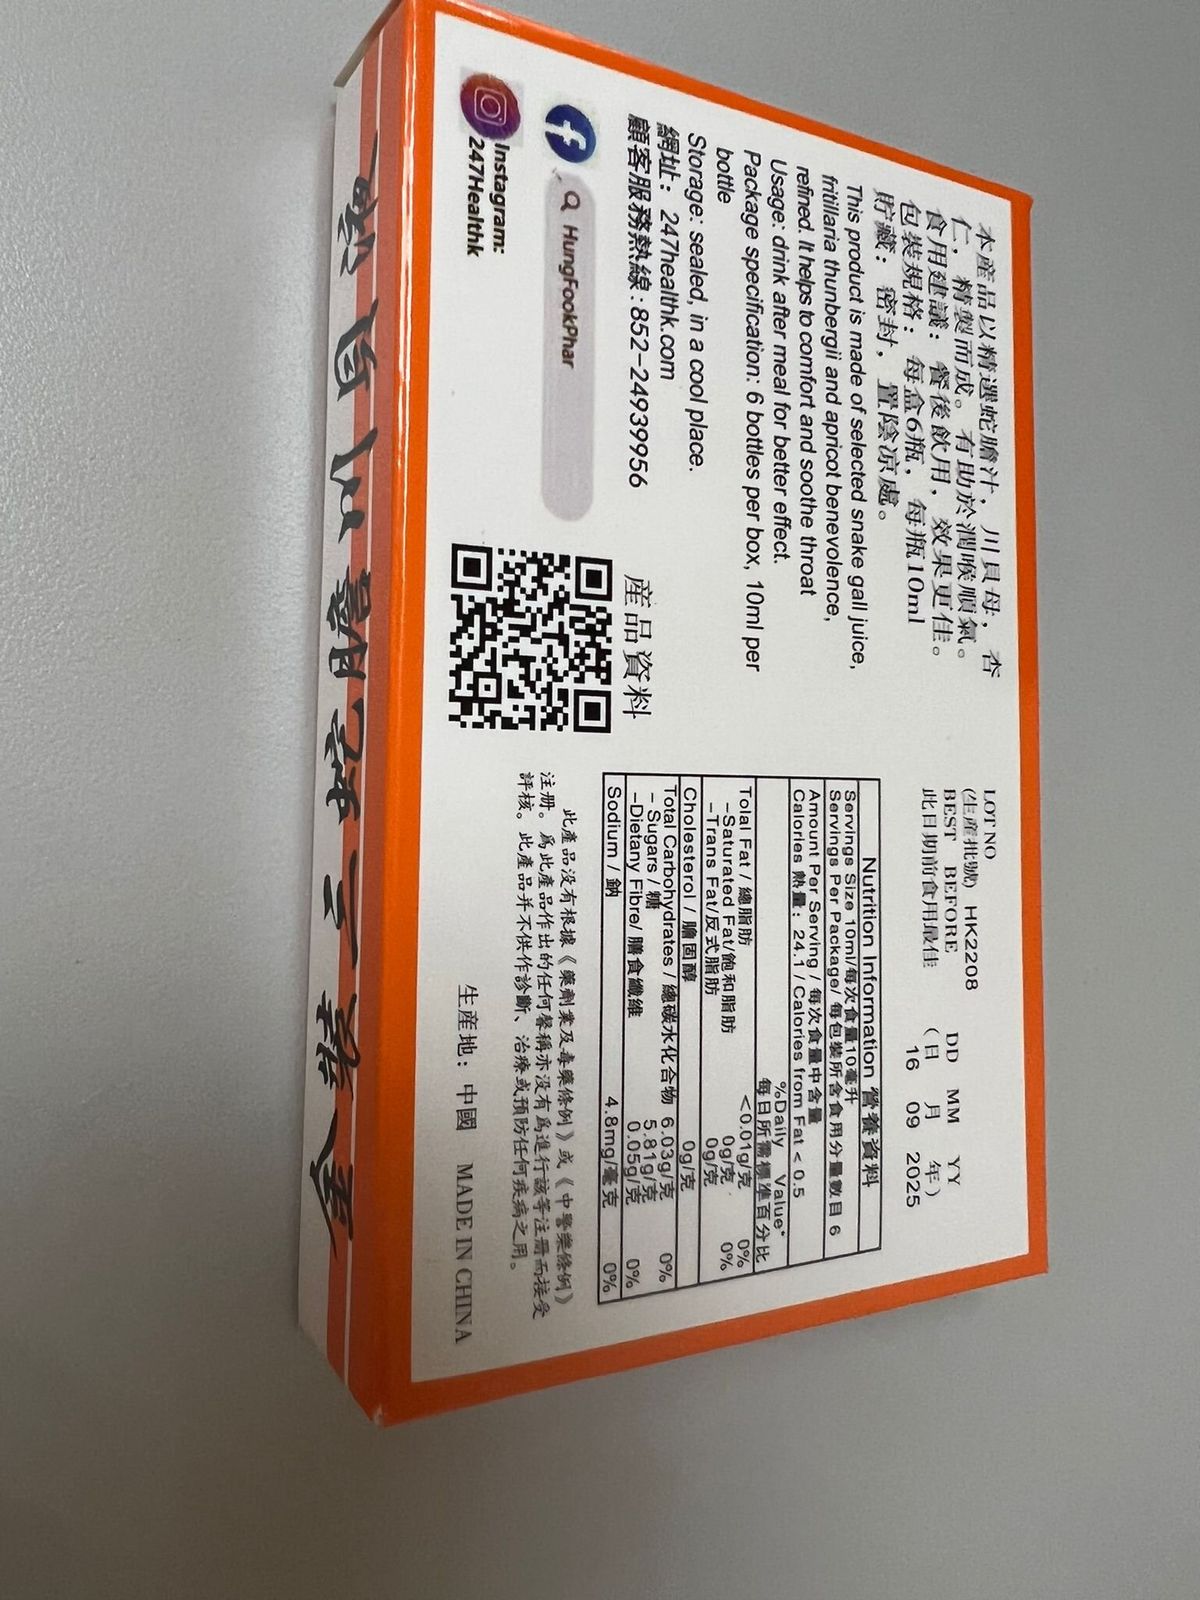 本產品以精選蛇膽汁，川貝母，杏
仁，精製而成。有助於潤喉順氣。
食用建議：餐後飲用，效果更佳。
包裝規格：每盒6瓶，每瓶10ml
貯藏：密封，置陰涼處。
This product is made of selected snake gall juice,
fritillaria thunbergii and apricot benevolence,
refined. It helps to comfort and soothe throat
Usage: drink after meal for better effect.
Package specification: 6 bottles per box, 10ml per
bottle
Storage: sealed, in a cool place.
網址：247healthk.com
顧客服務熱線:852-24939956
HungFookPhar
Instagram:
247Healthk
產品資料
LOT NO
(生產批號) HK2208
BEST BEFORE DD MM YY
此日期前食用最佳 (日 月 年)
16 09 2025
Nutrition Information 營養資料
Servings Size 10ml/每次食量10毫升
Servings Per Package/ 每包裝所含食用分量數目 6
Amount Per Serving / 每次食量中含量
Calories 熱量: 24.1 / Calories from Fat < 0.5
%Daily Value*
每日所需標準百分比
Tolal Fat / 總脂肪 <0.01g/克 0%
-Saturated Fat/飽和脂肪 0g/克 0%
-Trans Fat/反式脂肪 0g/克
Cholesterol / 膽固醇 0g/克
Total Carbohydrates / 總碳水化合物 6.03g/克 0%
- Sugars / 糖 5.81g/克
-Dietary Fibre/ 膳食纖維 0.05g/克 0%
Sodium / 鈉 4.8mg/毫克 0%
此產品沒有根據《藥劑業及毒藥條例》或《中醫藥條例》
注册。爲此產品作出的任何聲稱亦没有爲進行該等注册而接受
評核。此產品并不供作診斷、治療或預防任何疾病之用。
生產地：中國 MADE IN CHINA